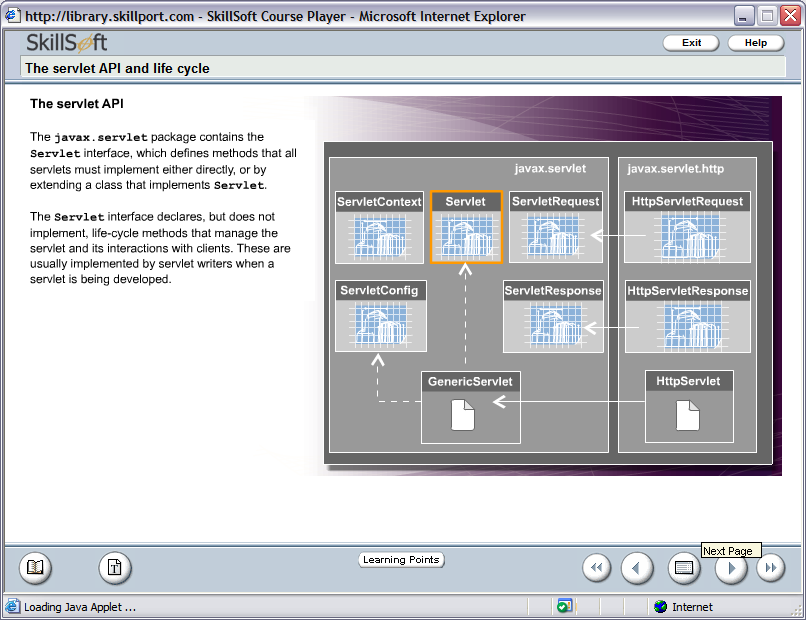 http://library.skillport.com - SkillSoft Course Player - Microsoft Internet Explorer
SkillSoft
Exit
Help
The servlet API and life cycle
The servlet API
The javax.servlet package contains the
Servlet interface, which defines methods that all
servlets must implement either directly, or by
extending a class that implements Servlet.
The Servlet interface declares, but does not
implement, life-cycle methods that manage the
servlet and its interactions with clients. These are
usually implemented by servlet writers when a
servlet is being developed.
javax.servlet
javax.servlet.http
ServletContext
Servlet
ServletRequest
HttpServletRequest
ServletConfig
ServletResponse
HttpServletResponse
GenericServlet
HttpServlet
Learning Points
Next Page
T
Loading Java Applet ...
Internet